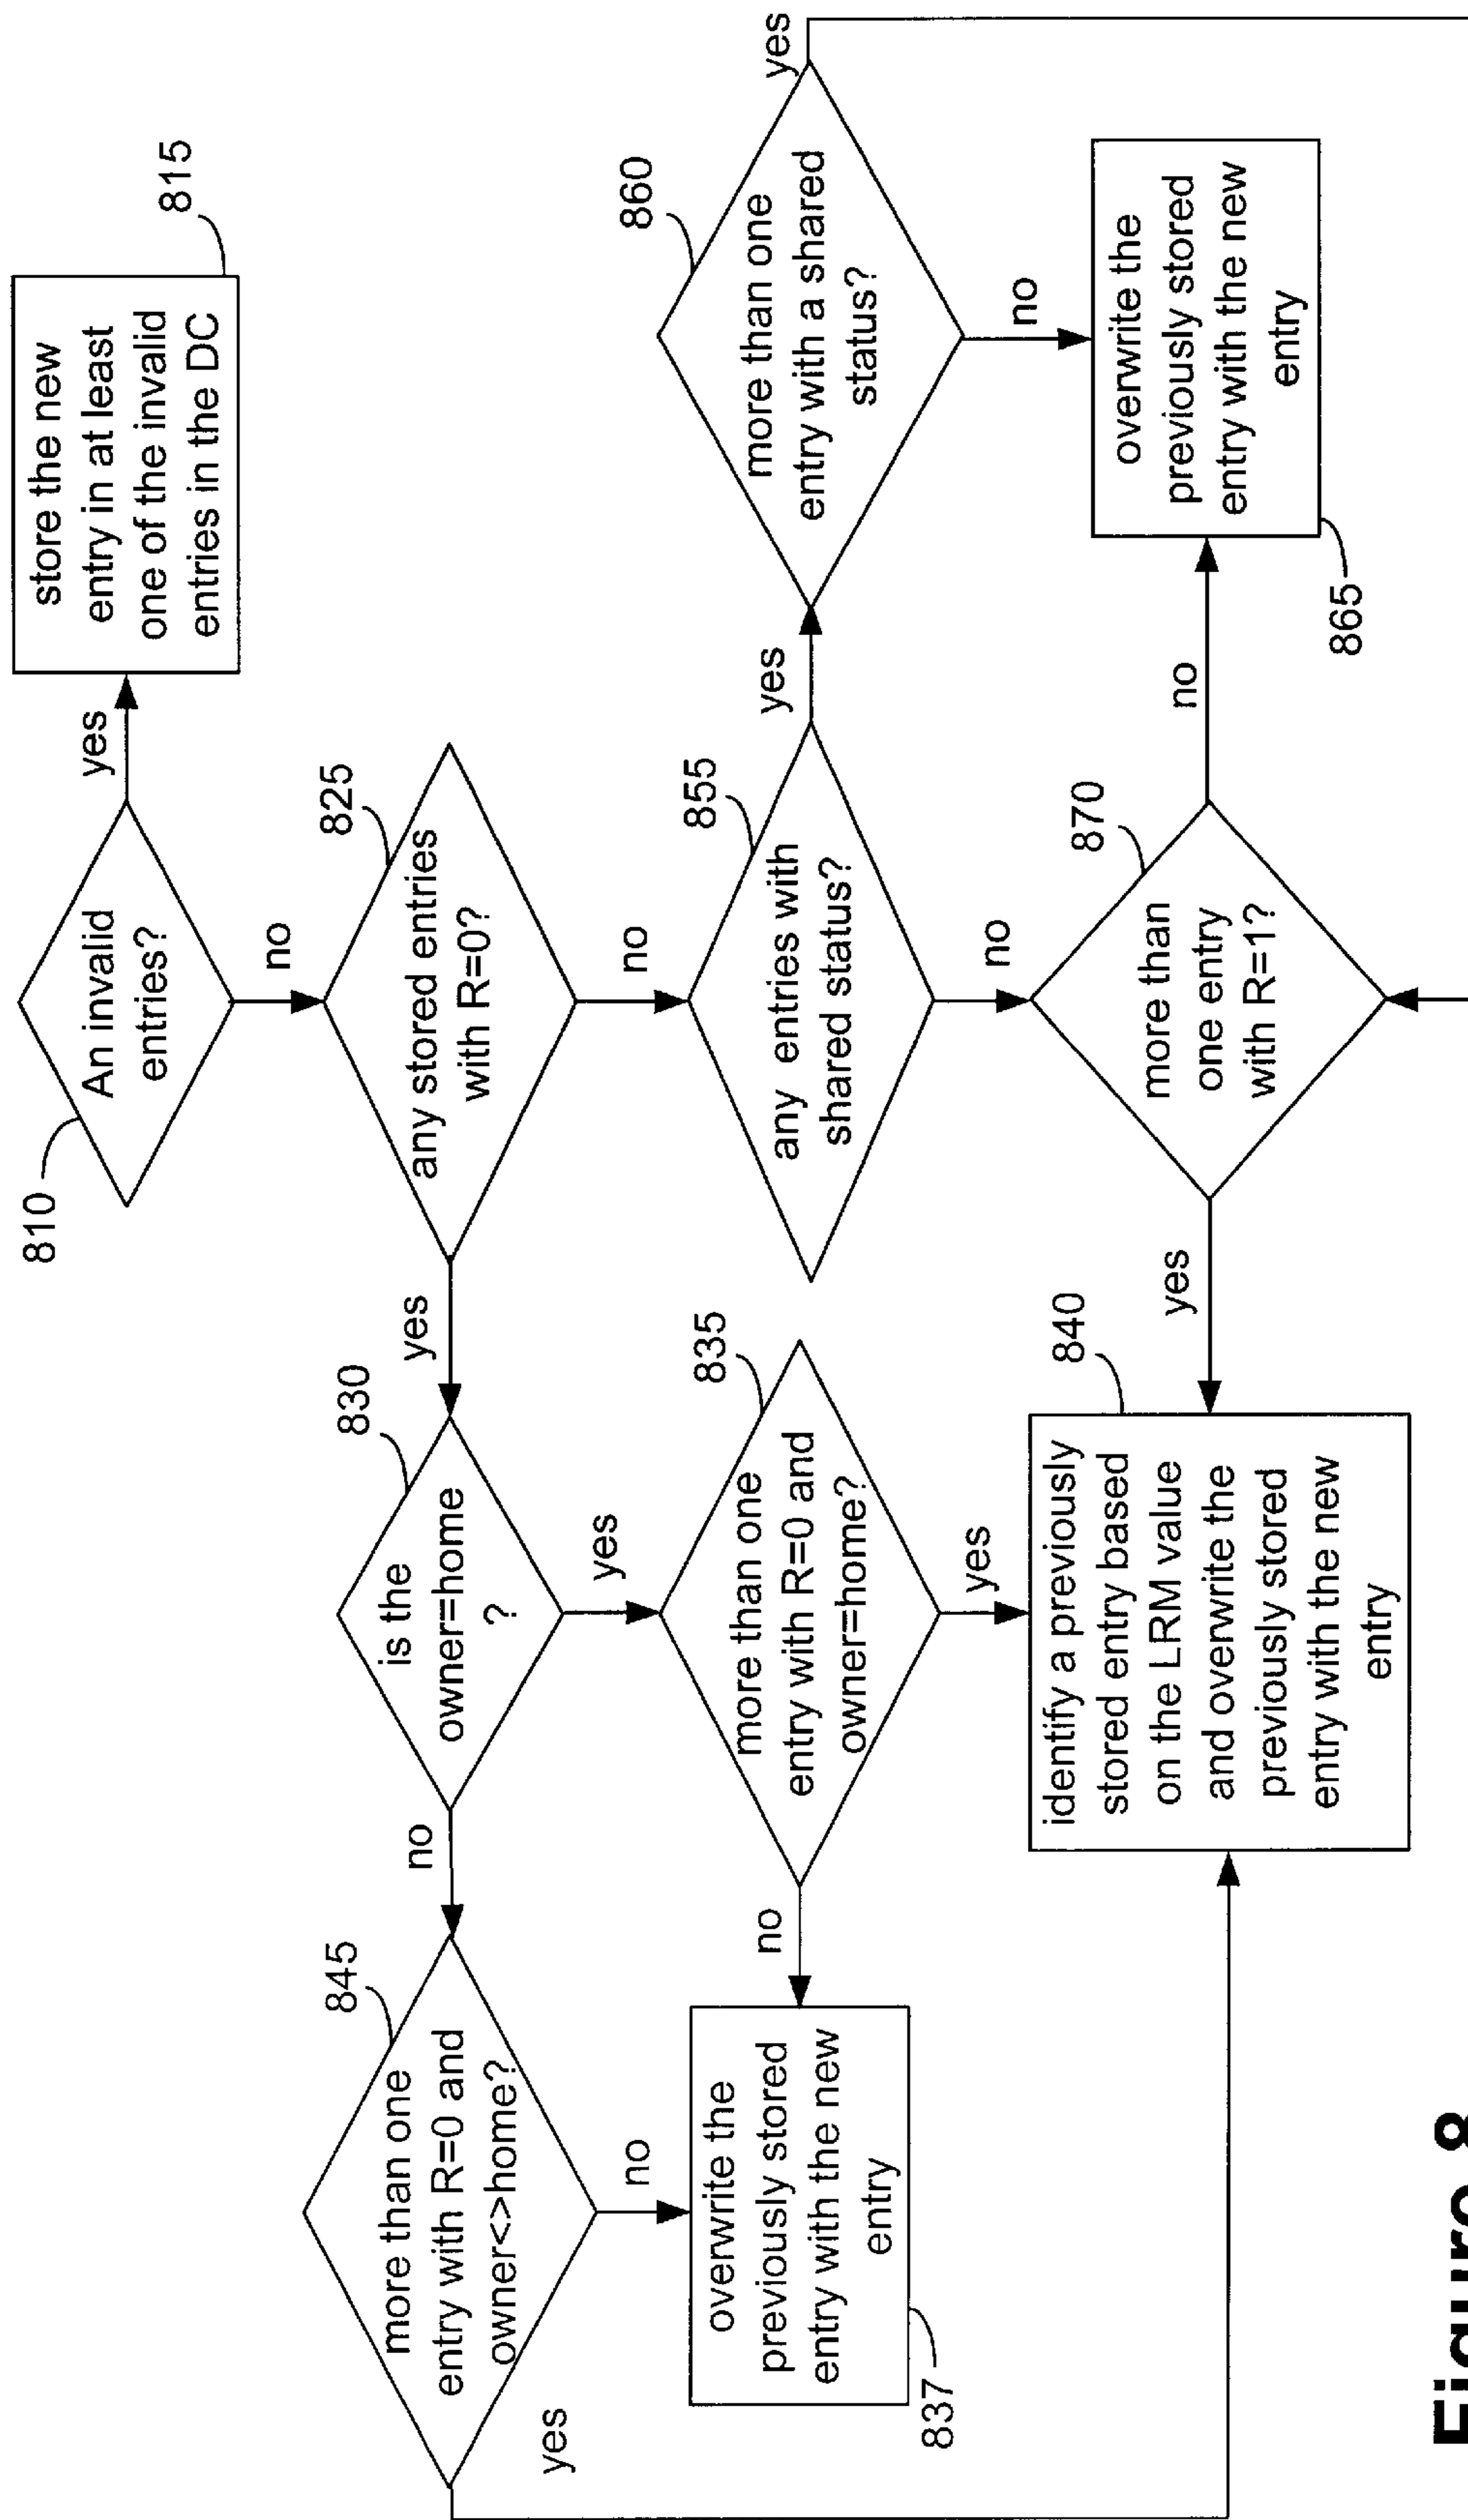 810
An invalid
entries?
yes
store the new
entry in at least
one of the invalid
entries in the DC
815
no
825
any stored entries
with R=0?
yes
no
830
is the
owner=home
?
no
yes
845
more than one
entry with R=0 and
owner<>home?
yes
no
835
more than one
entry with R=0 and
owner=home?
no
yes
837
overwrite the
previously stored
entry with the new
entry
855
any entries with
shared status?
yes
no
860
more than one
entry with a shared
status?
yes
no
840
identify a previously
stored entry based
on the LRM value
and overwrite the
previously stored
entry with the new
entry
870
more than
one entry
with R=1?
yes
no
865
overwrite the
previously stored
entry with the new
entry
Figure 8